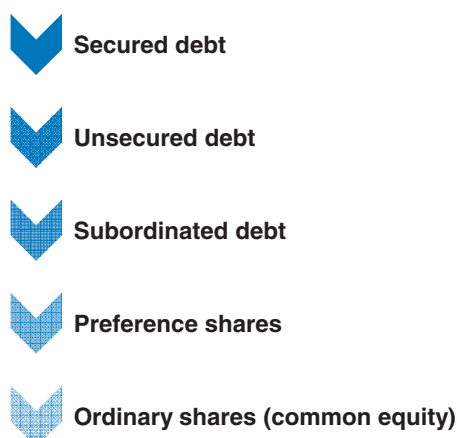 Secured debt
Unsecured debt
Subordinated debt
Preference shares
Ordinary shares (common equity)